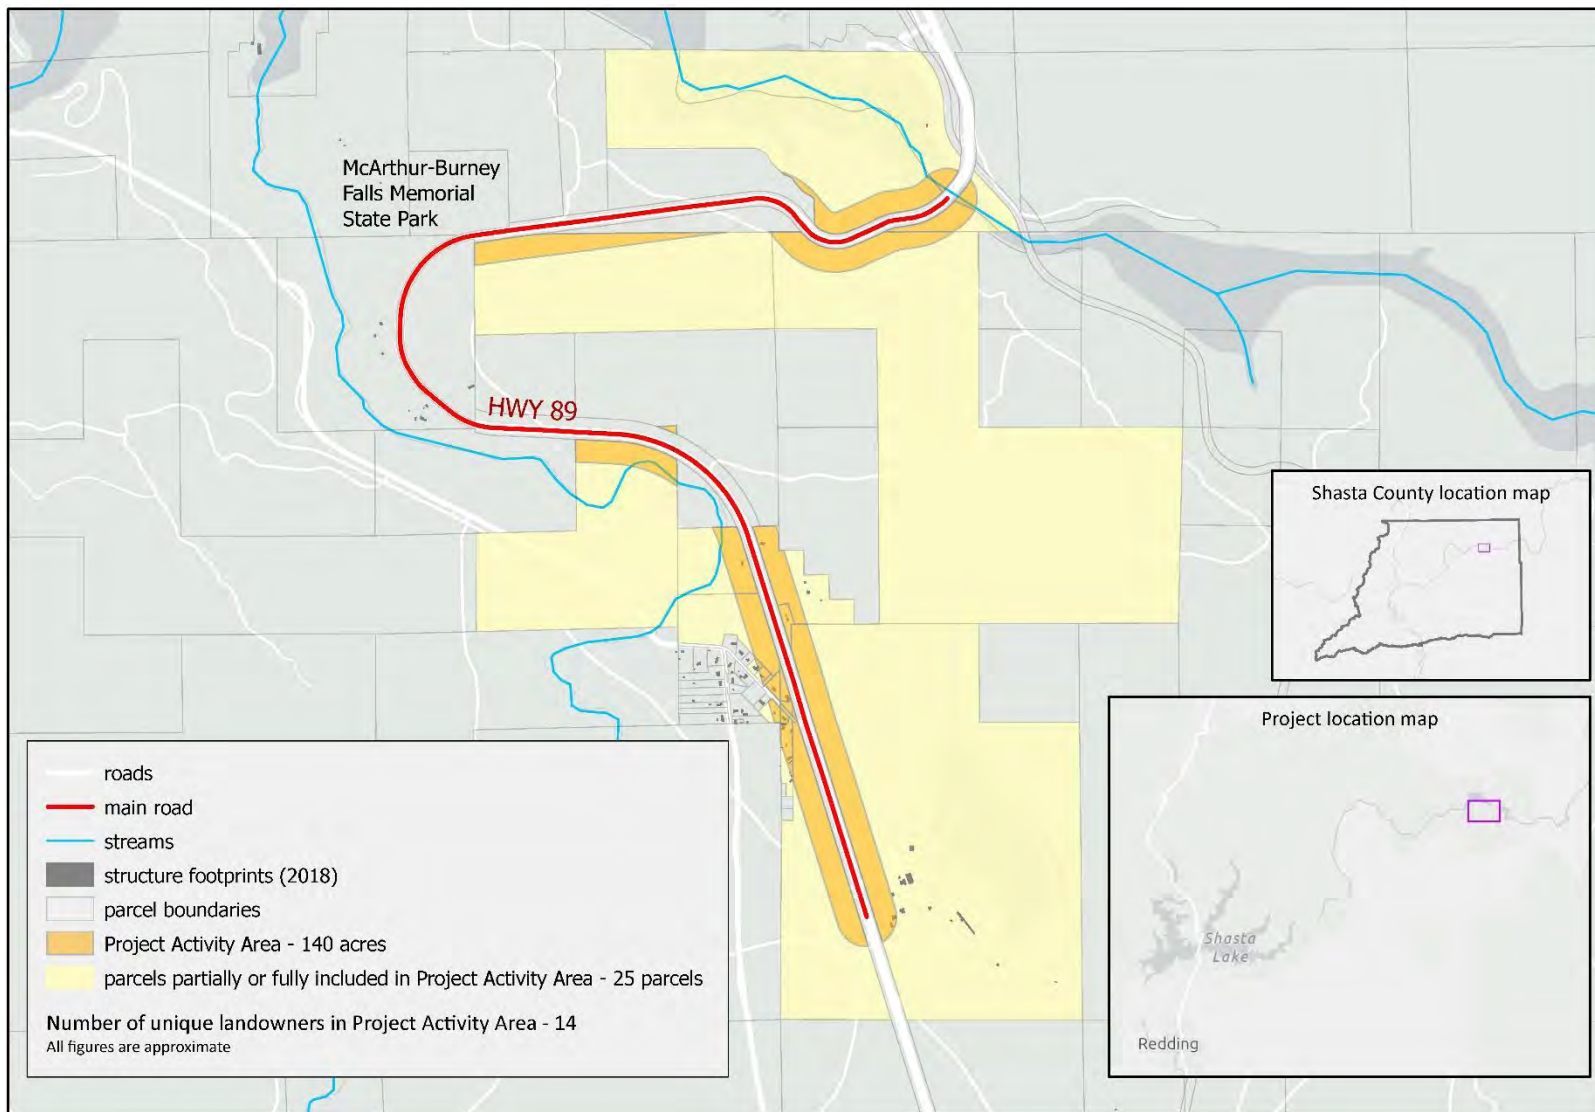 McArthur-Burney
Falls Memorial
State Park
HWY 89
Shasta County location map
Project location map
Shasta
Lake
Redding
roads
main road
streams
structure footprints (2018)
parcel boundaries
Project Activity Area - 140 acres
parcels partially or fully included in Project Activity Area - 25 parcels
Number of unique landowners in Project Activity Area - 14
All figures are approximate